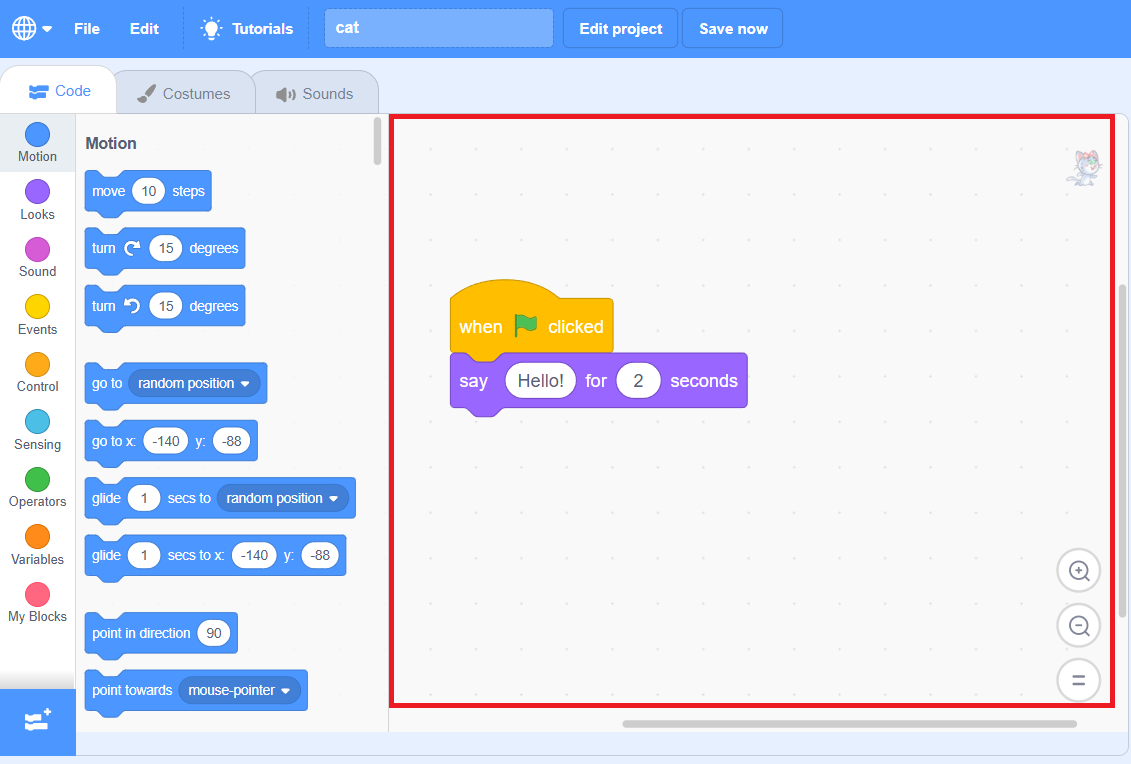 File Edit Tutorials cat Edit project Save now
Code Costumes Sounds
Motion
Looks
Sound
Events
Control
Sensing
Operators
Variables
My Blocks
Motion
move 10 steps
turn 15 degrees
turn 15 degrees
go to random position
go to x: -140 y: -88
glide 1 secs to random position
glide 1 secs to x: -140 y: -88
point in direction 90
point towards mouse-pointer
when clicked
say Hello! for 2 seconds